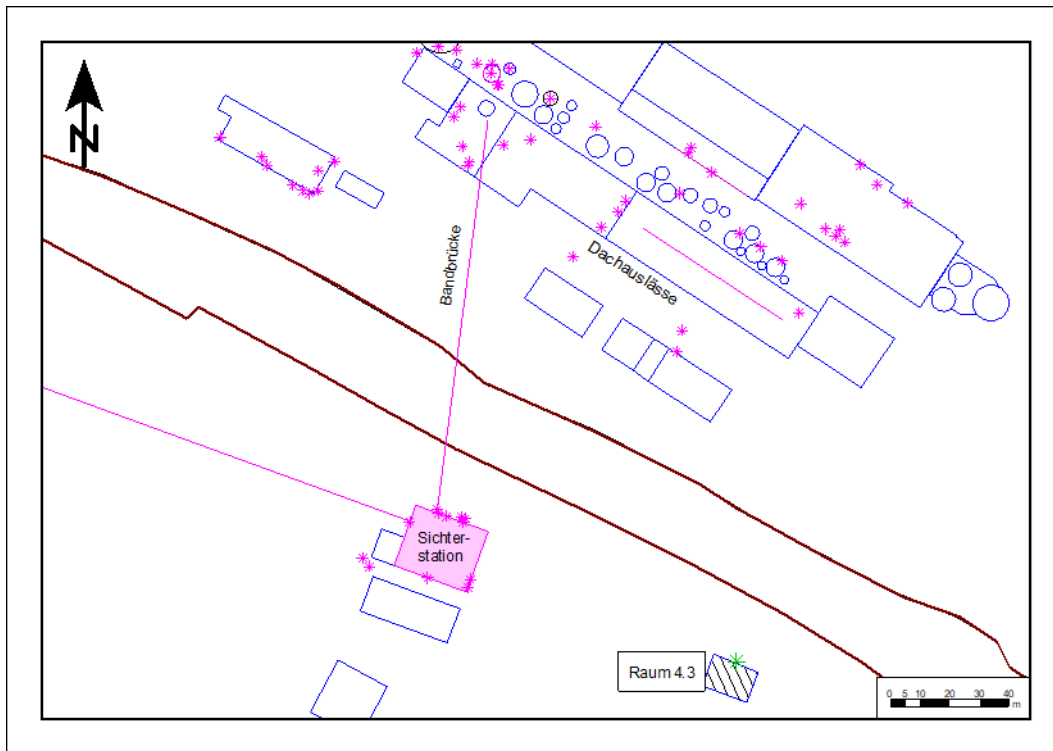 N
Bandbrücke
Dachauslässe
Sichter-
station
Raum 4.3
0 5 10 20 30 40
m